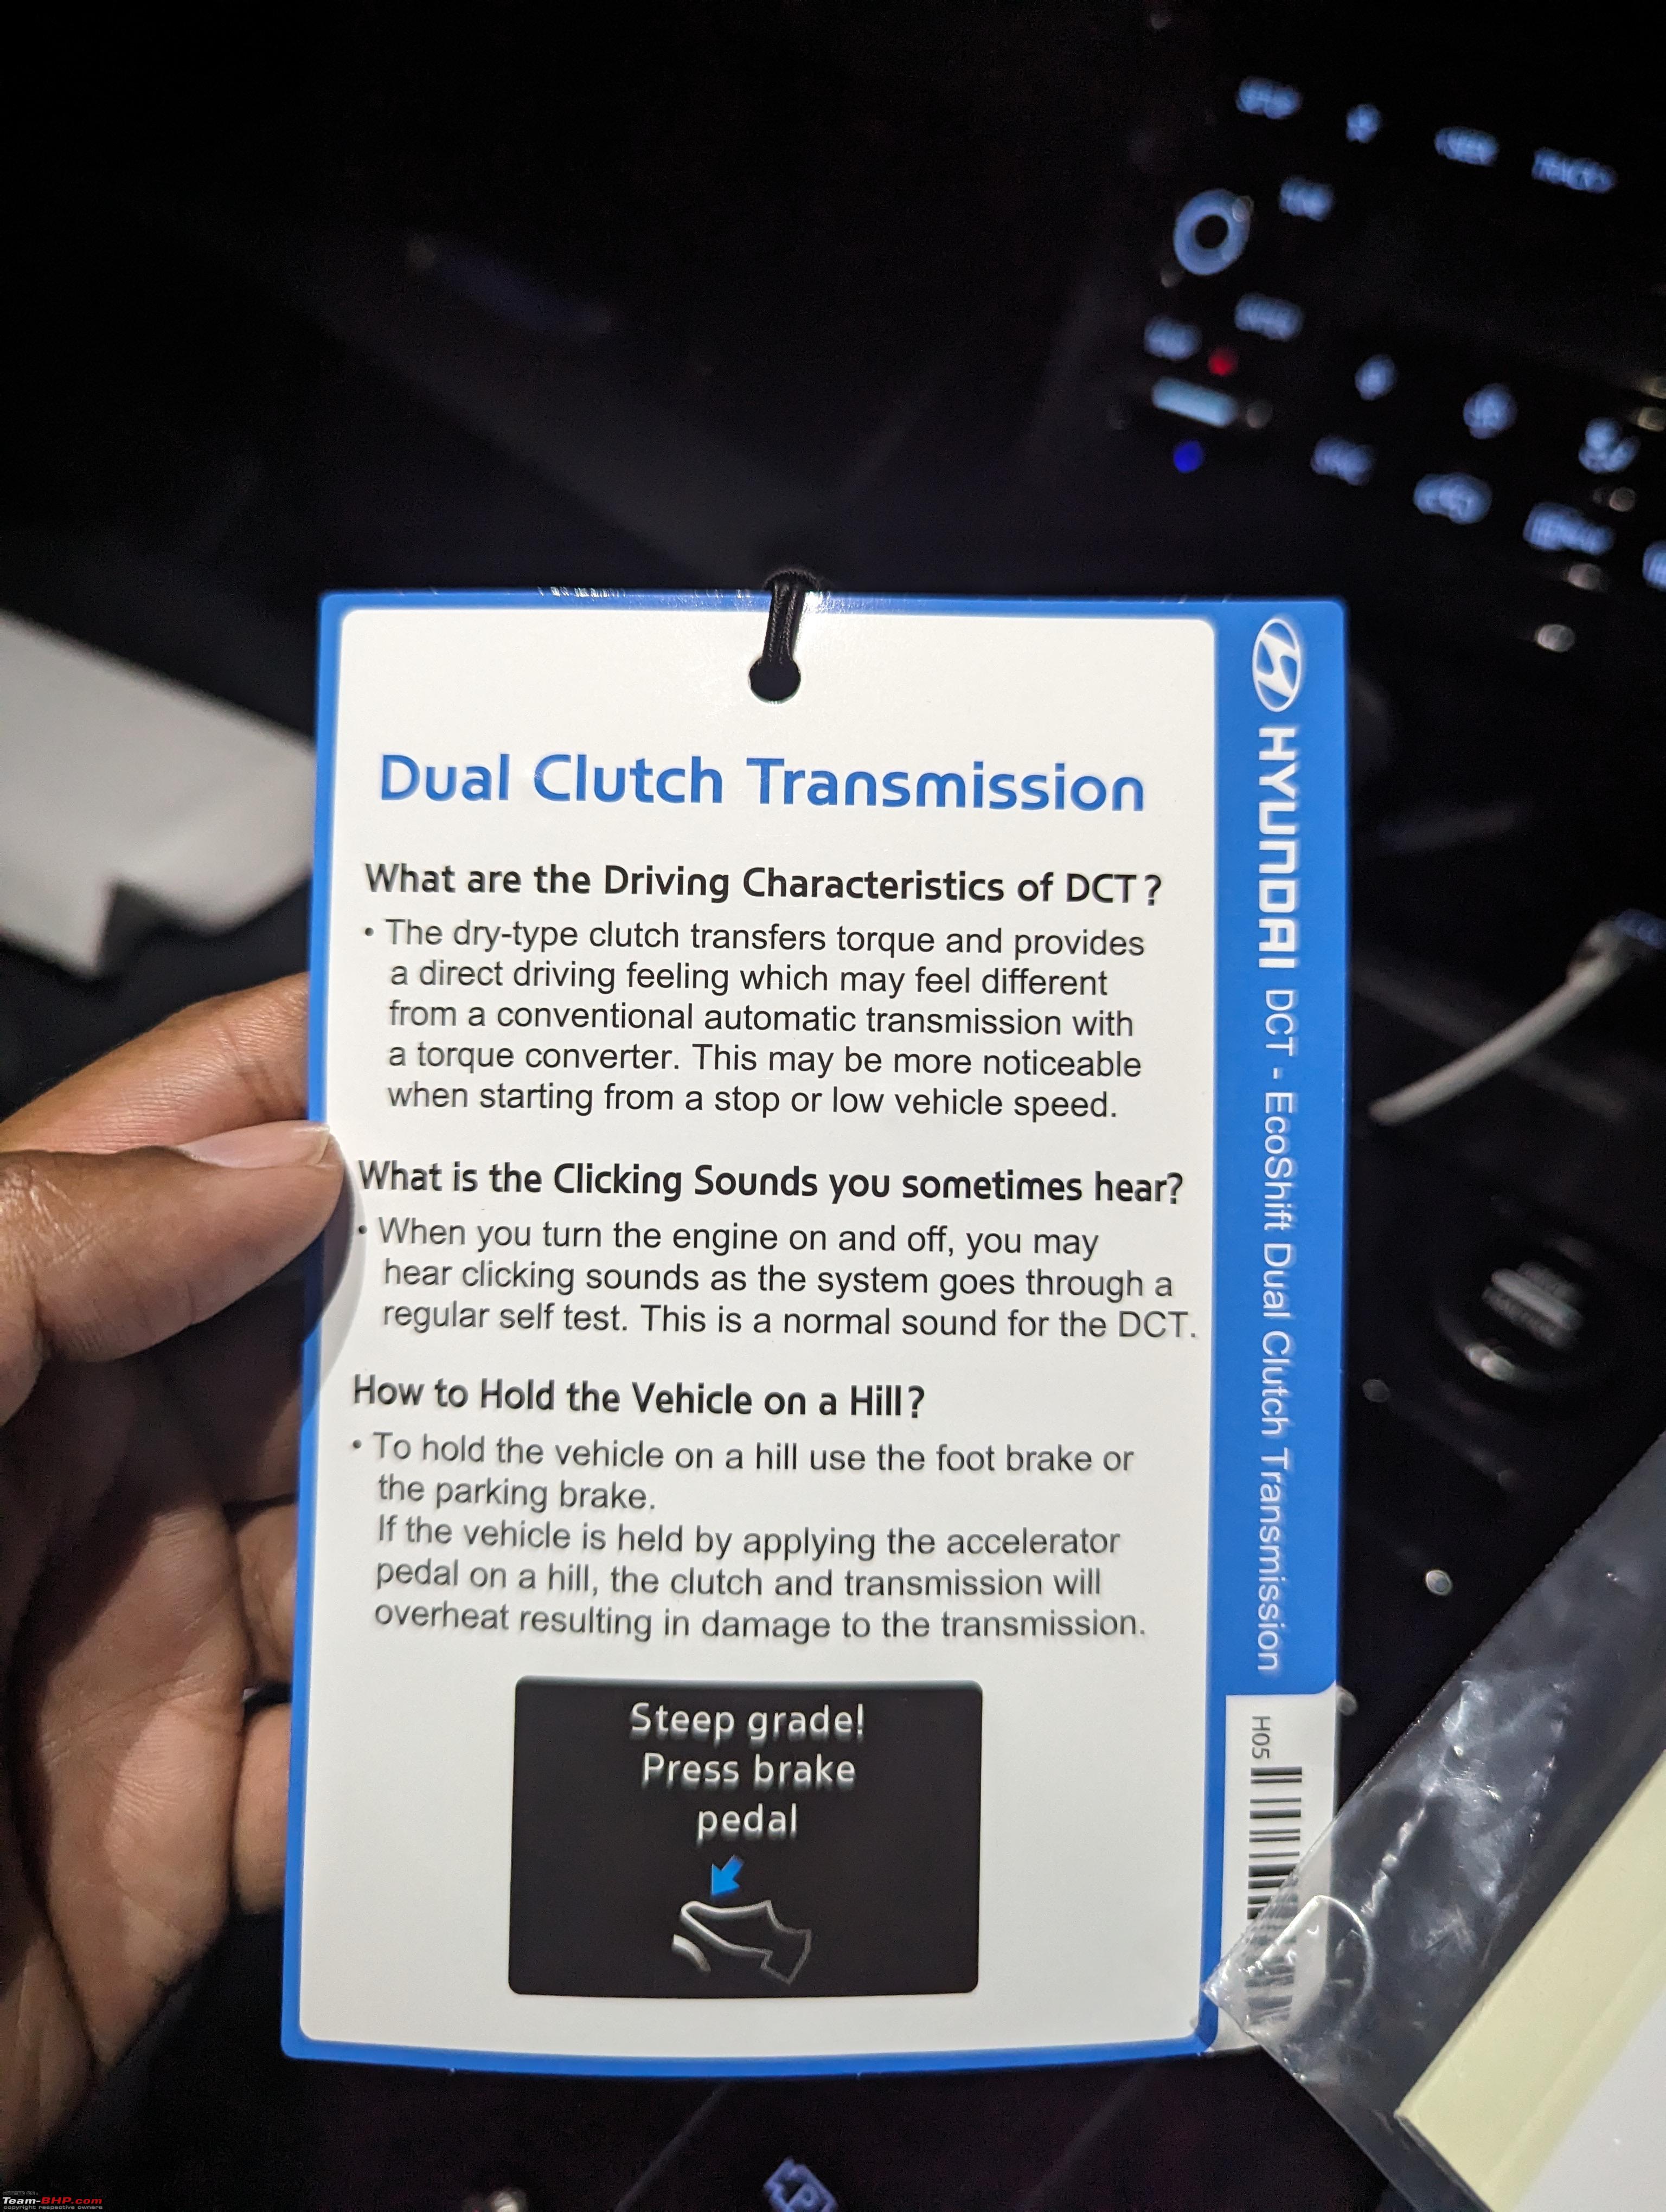 Dual Clutch Transmission
What are the Driving Characteristics of DCT?
• The dry-type clutch transfers torque and provides
a direct driving feeling which may feel different
from a conventional automatic transmission with
a torque converter. This may be more noticeable
when starting from a stop or low vehicle speed.
What is the Clicking Sounds you sometimes hear?
• When you turn the engine on and off, you may
hear clicking sounds as the system goes through a
regular self test. This is a normal sound for the DCT.
How to Hold the Vehicle on a Hill?
• To hold the vehicle on a hill use the foot brake or
the parking brake.
If the vehicle is held by applying the accelerator
pedal on a hill, the clutch and transmission will
overheat resulting in damage to the transmission.
Steep grade!
Press brake
pedal
HYUNDAI DCT - EcoShift Dual Clutch Transmission
H05
Team-BHP.com
copyright respective owners